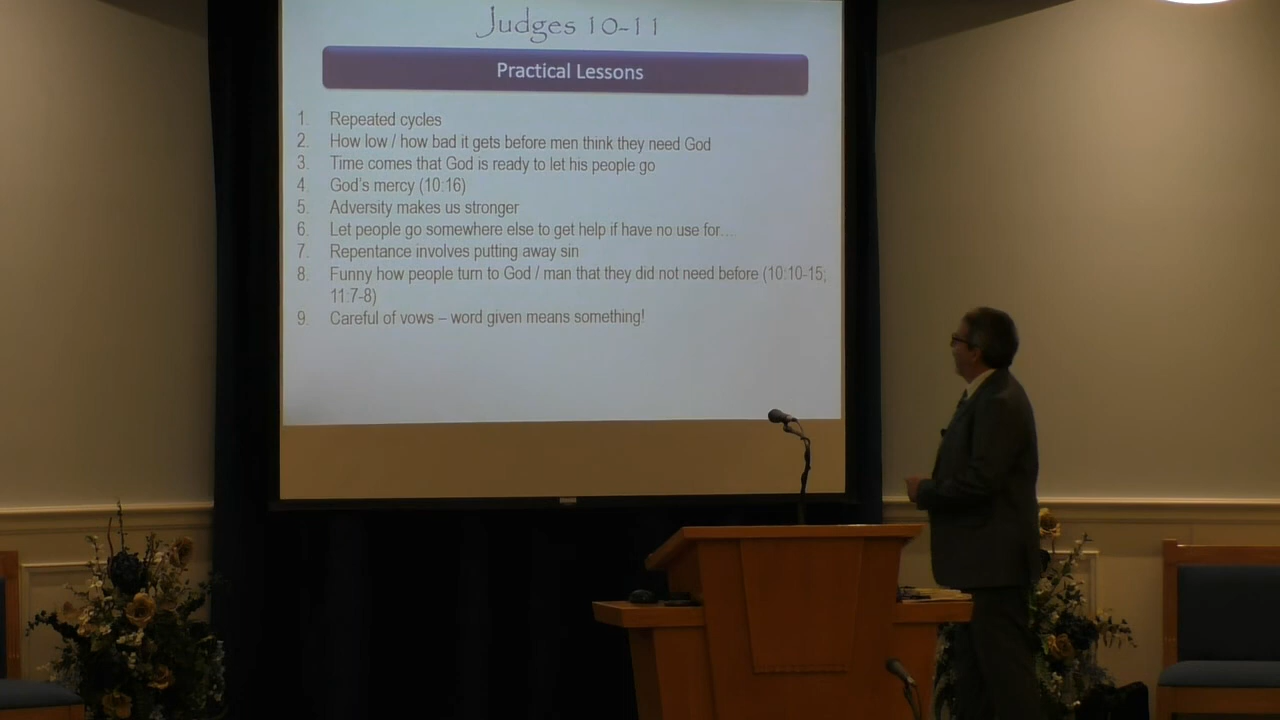 Judges 10-11
Practical Lessons
1. Repeated cycles
2. How low / how bad it gets before men think they need God
3. Time comes that God is ready to let his people go
4. God's mercy (10:16)
5. Adversity makes us stronger
6. Let people go somewhere else to get help if have no use for....
7. Repentance involves putting away sin
8. Funny how people turn to God / man that they did not need before (10:10-15;
11:7-8)
9. Careful of vows – word given means something!